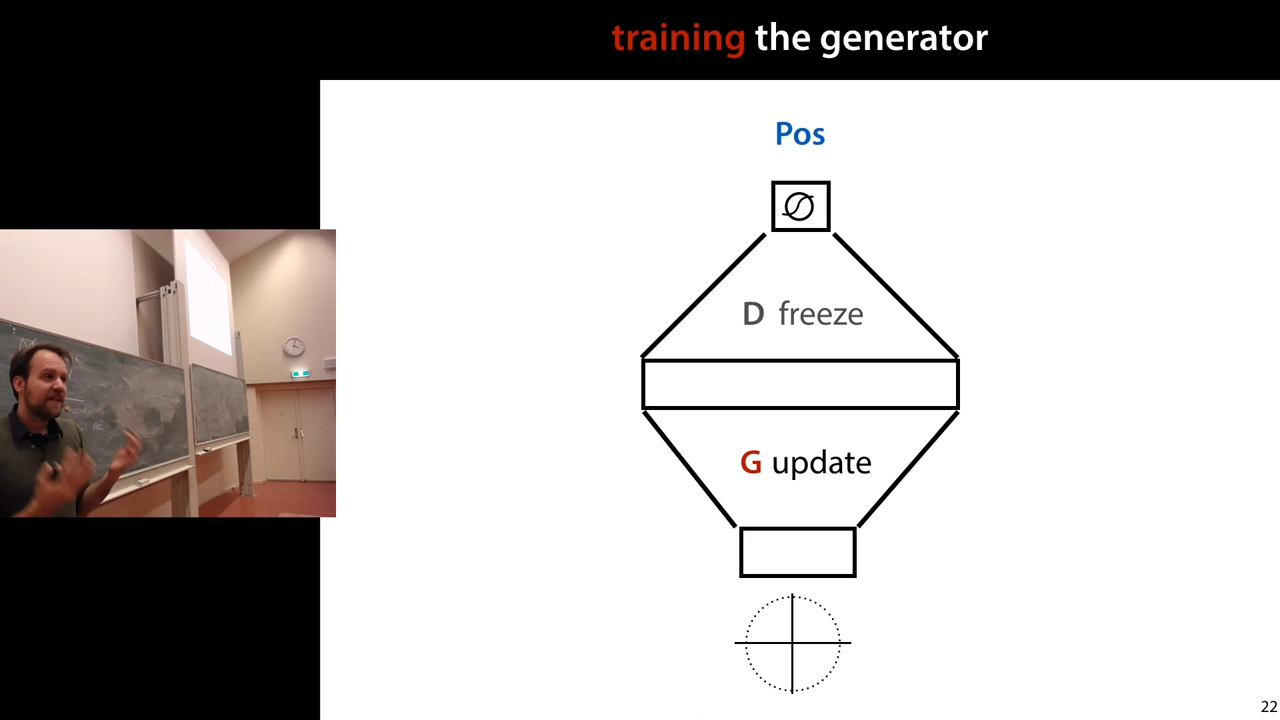 training the generator
Pos
D freeze
G update
22